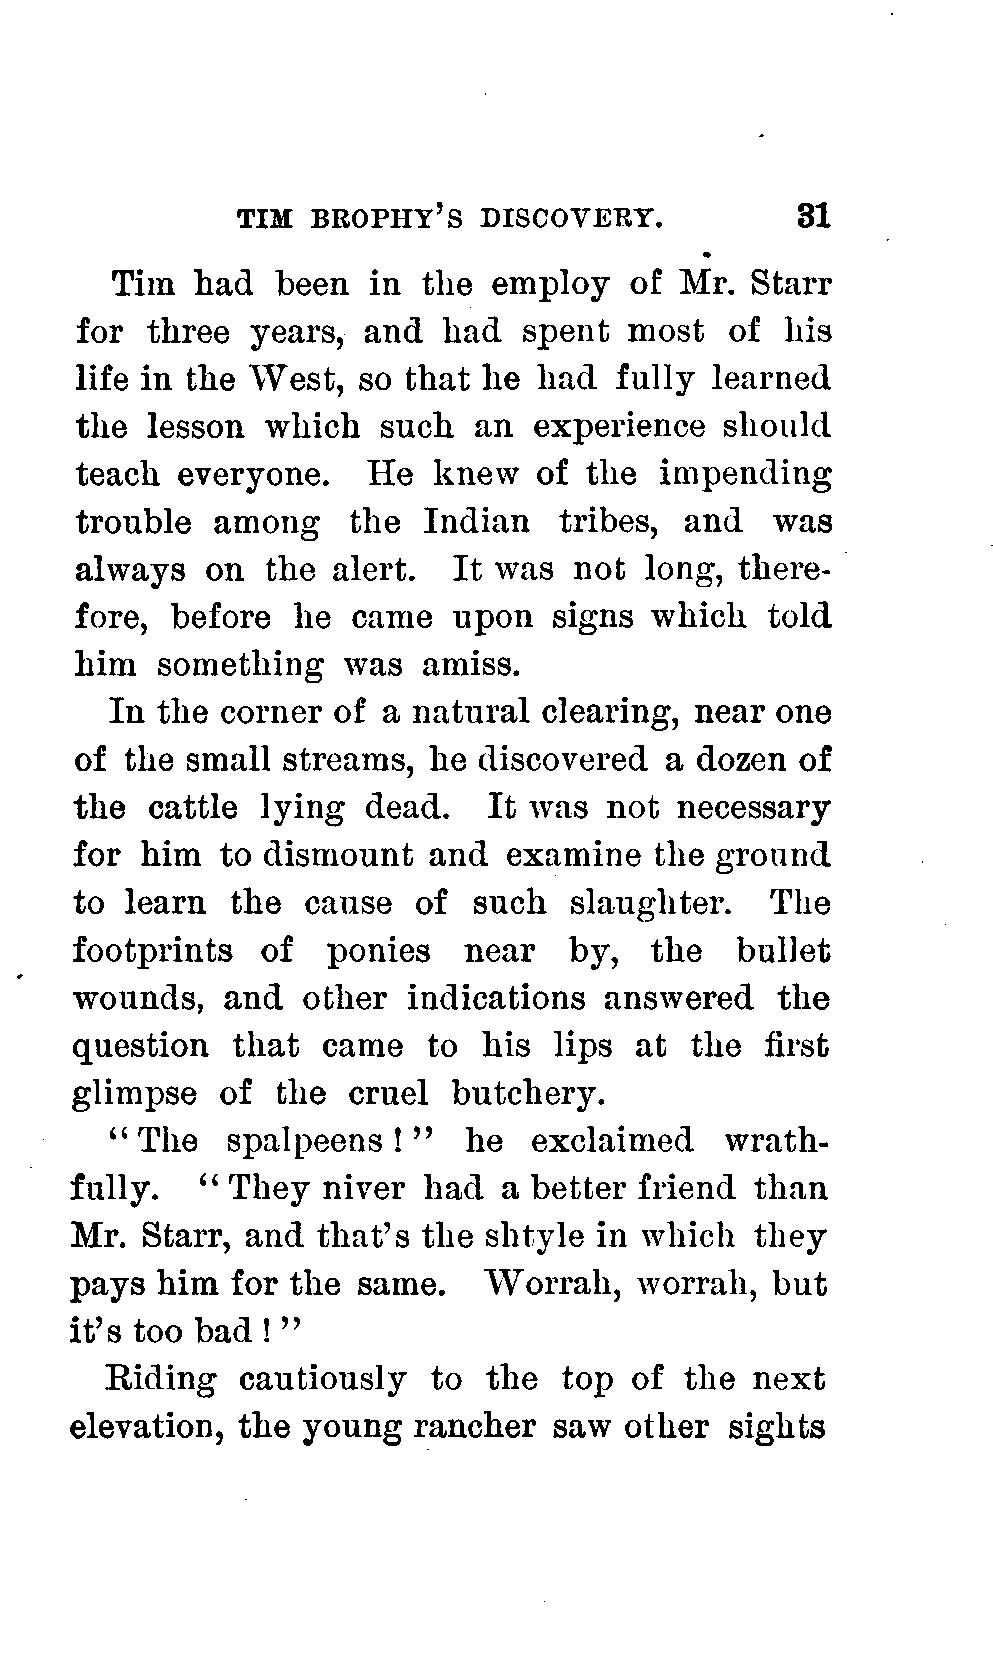 TIM BROPHY'S DISCOVERY. 31
Tim had been in the employ of Mr. Starr
for three years, and had spent most of his
life in the West, so that he had fully learned
the lesson which such an experience should
teach everyone. He knew of the impending
trouble among the Indian tribes, and was
always on the alert. It was not long, there-
fore, before he came upon signs which told
him something was amiss.
In the corner of a natural clearing, near one
of the small streams, he discovered a dozen of
the cattle lying dead. It was not necessary
for him to dismount and examine the ground
to learn the cause of such slaughter. The
footprints of ponies near by, the bullet
wounds, and other indications answered the
question that came to his lips at the first
glimpse of the cruel butchery.
“The spalpeens!” he exclaimed wrath-
fully. “They niver had a better friend than
Mr. Starr, and that's the shtyle in which they
pays him for the same. Worrah, worrah, but
it's too bad!”
Riding cautiously to the top of the next
elevation, the young rancher saw other sights